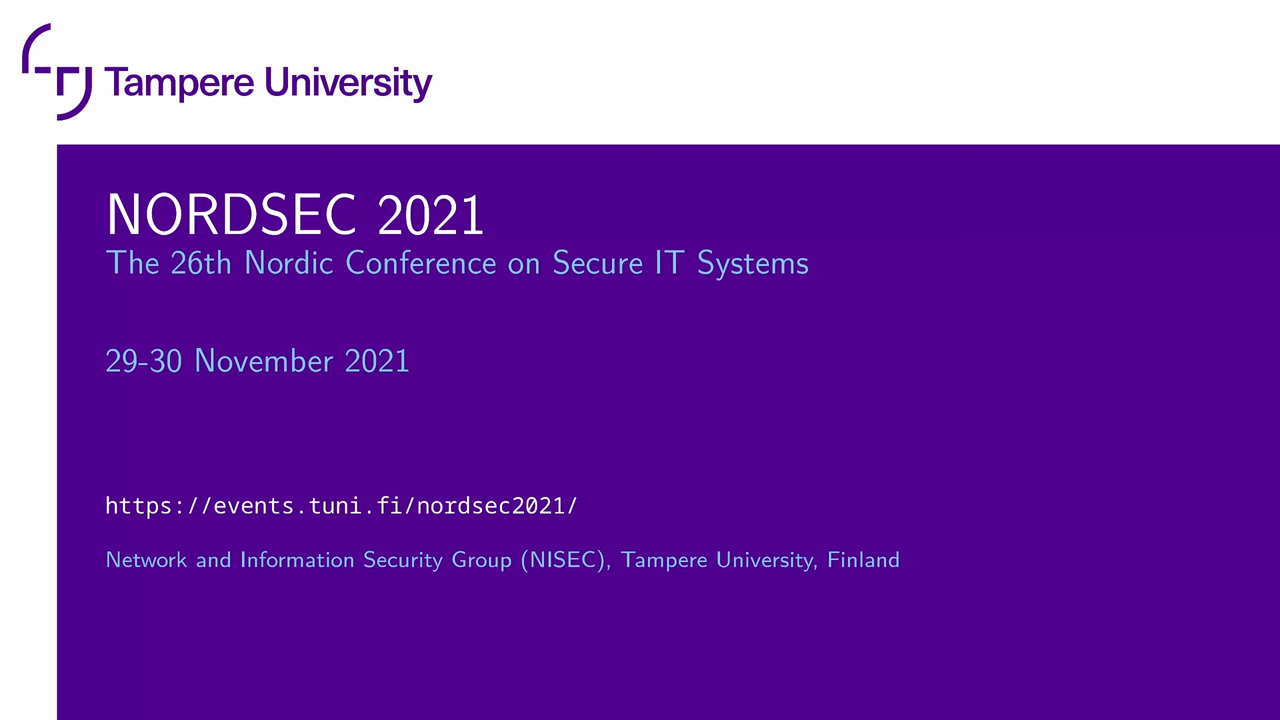 Tampere University
NORDSEC 2021
The 26th Nordic Conference on Secure IT Systems
29-30 November 2021
https://events.tuni.fi/nordsec2021/
Network and Information Security Group (NISEC), Tampere University, Finland